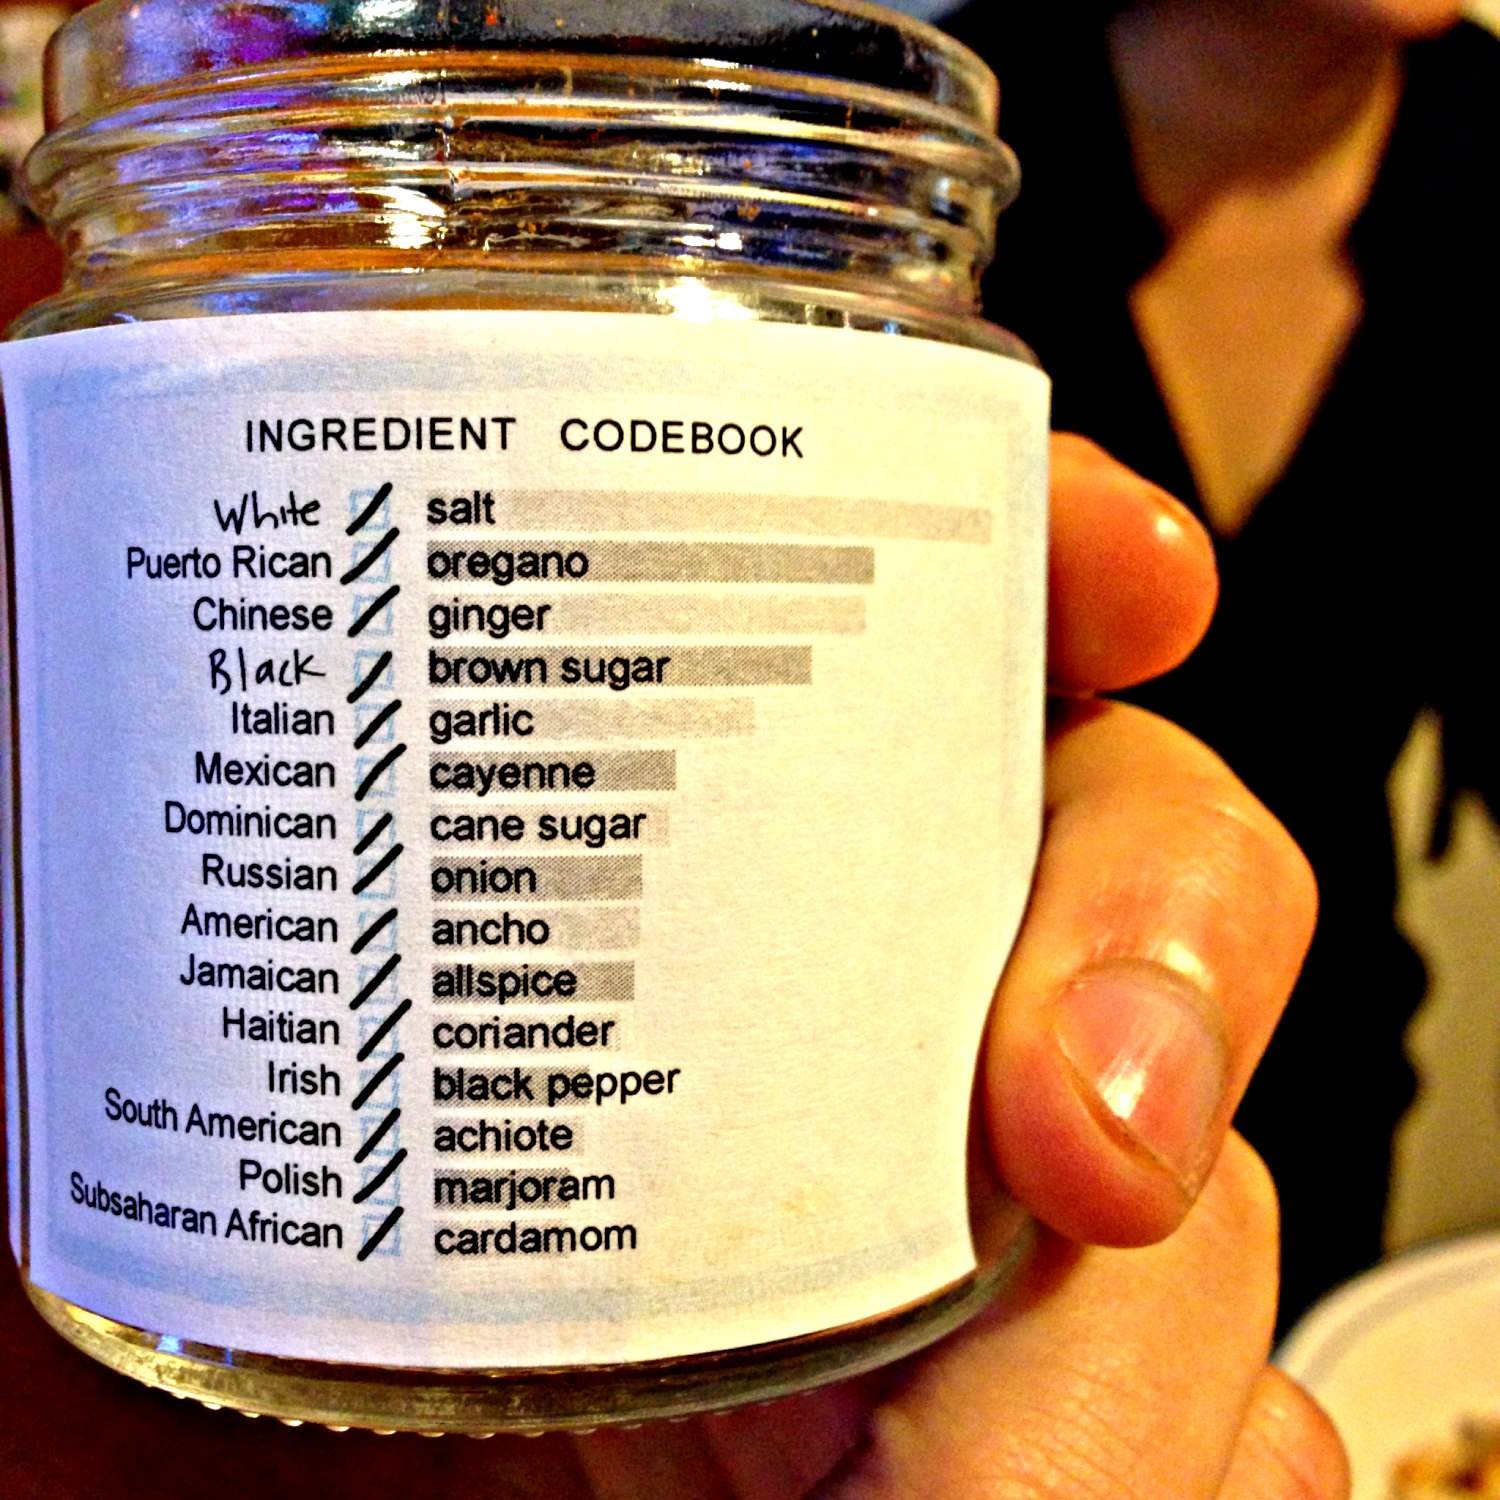 INGREDIENT CODEBOOK
White salt
Puerto Rican oregano
Chinese ginger
Black brown sugar
Italian garlic
Mexican cayenne
Dominican cane sugar
Russian onion
American ancho
Jamaican allspice
Haitian coriander
Irish black pepper
South American achiote
Polish marjoram
Subsaharan African cardamom